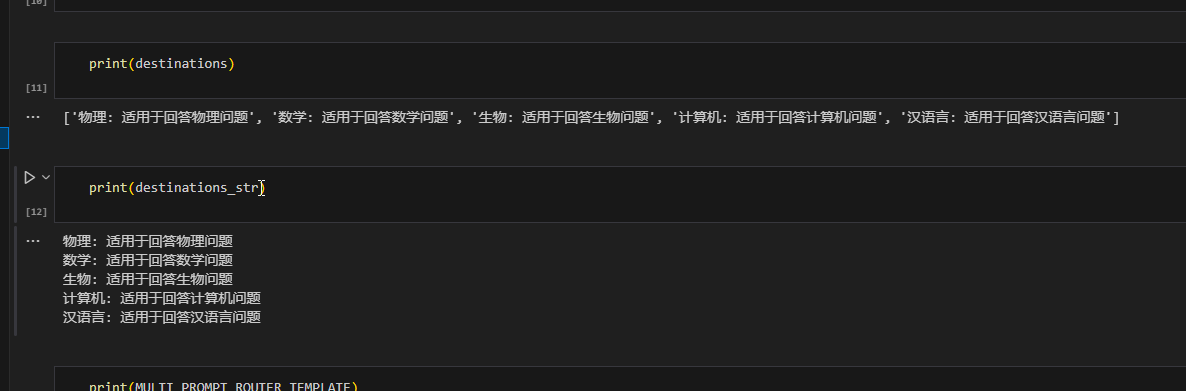 [10]
print(destinations)
[11]
['物理: 适用于回答物理问题', '数学: 适用于回答数学问题', '生物: 适用于回答生物问题', '计算机: 适用于回答计算机问题', '汉语言: 适用于回答汉语言问题']
print(destinations_str)
[12]
物理: 适用于回答物理问题
数学: 适用于回答数学问题
生物: 适用于回答生物问题
计算机: 适用于回答计算机问题
汉语言: 适用于回答汉语言问题
print(MULTI_PROMPT_ROUTER_TEMPLATE)